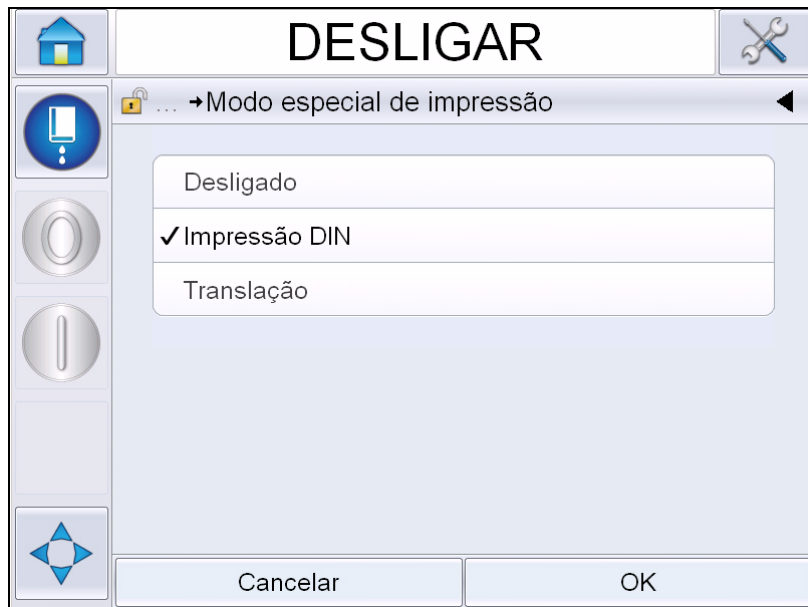 DESLIGAR
... →Modo especial de impressão
Desligado
✓Impressão DIN
Translação
Cancelar
OK